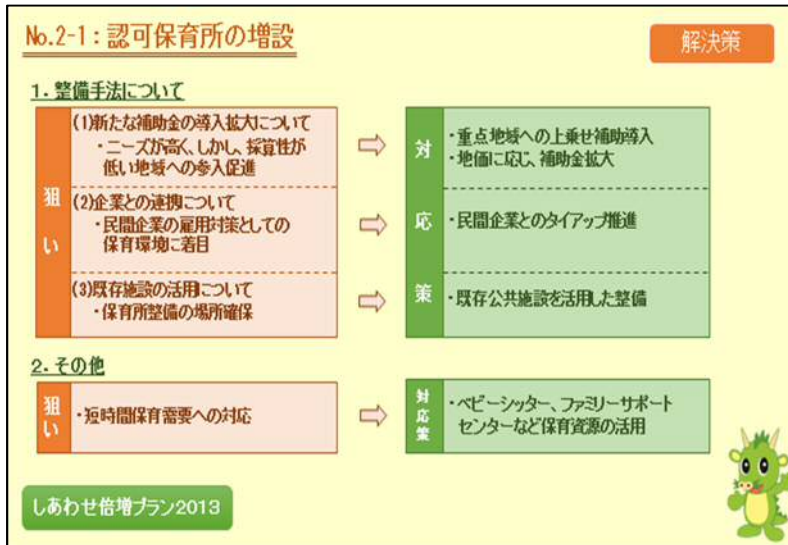 No.2-1：認可保育所の増設
解決策
1. 整備手法について
狙い
(1)新たな補助金の導入拡大について
・ニーズが高く、しかし、採算性が
低い地域への参入促進
(2)企業との連携について
・民間企業の雇用対策としての
保育環境に着目
(3)既存施設の活用について
・保育所整備の場所確保
対応策
・重点地域への上乗せ補助導入
・地価に応じ、補助金拡大
・民間企業とのタイアップ推進
・既存公共施設を活用した整備
2. その他
狙い
・短時間保育需要への対応
対応策
・ベビーシッター、ファミリーサポート
センターなど保育資源の活用
しあわせ倍増プラン2013